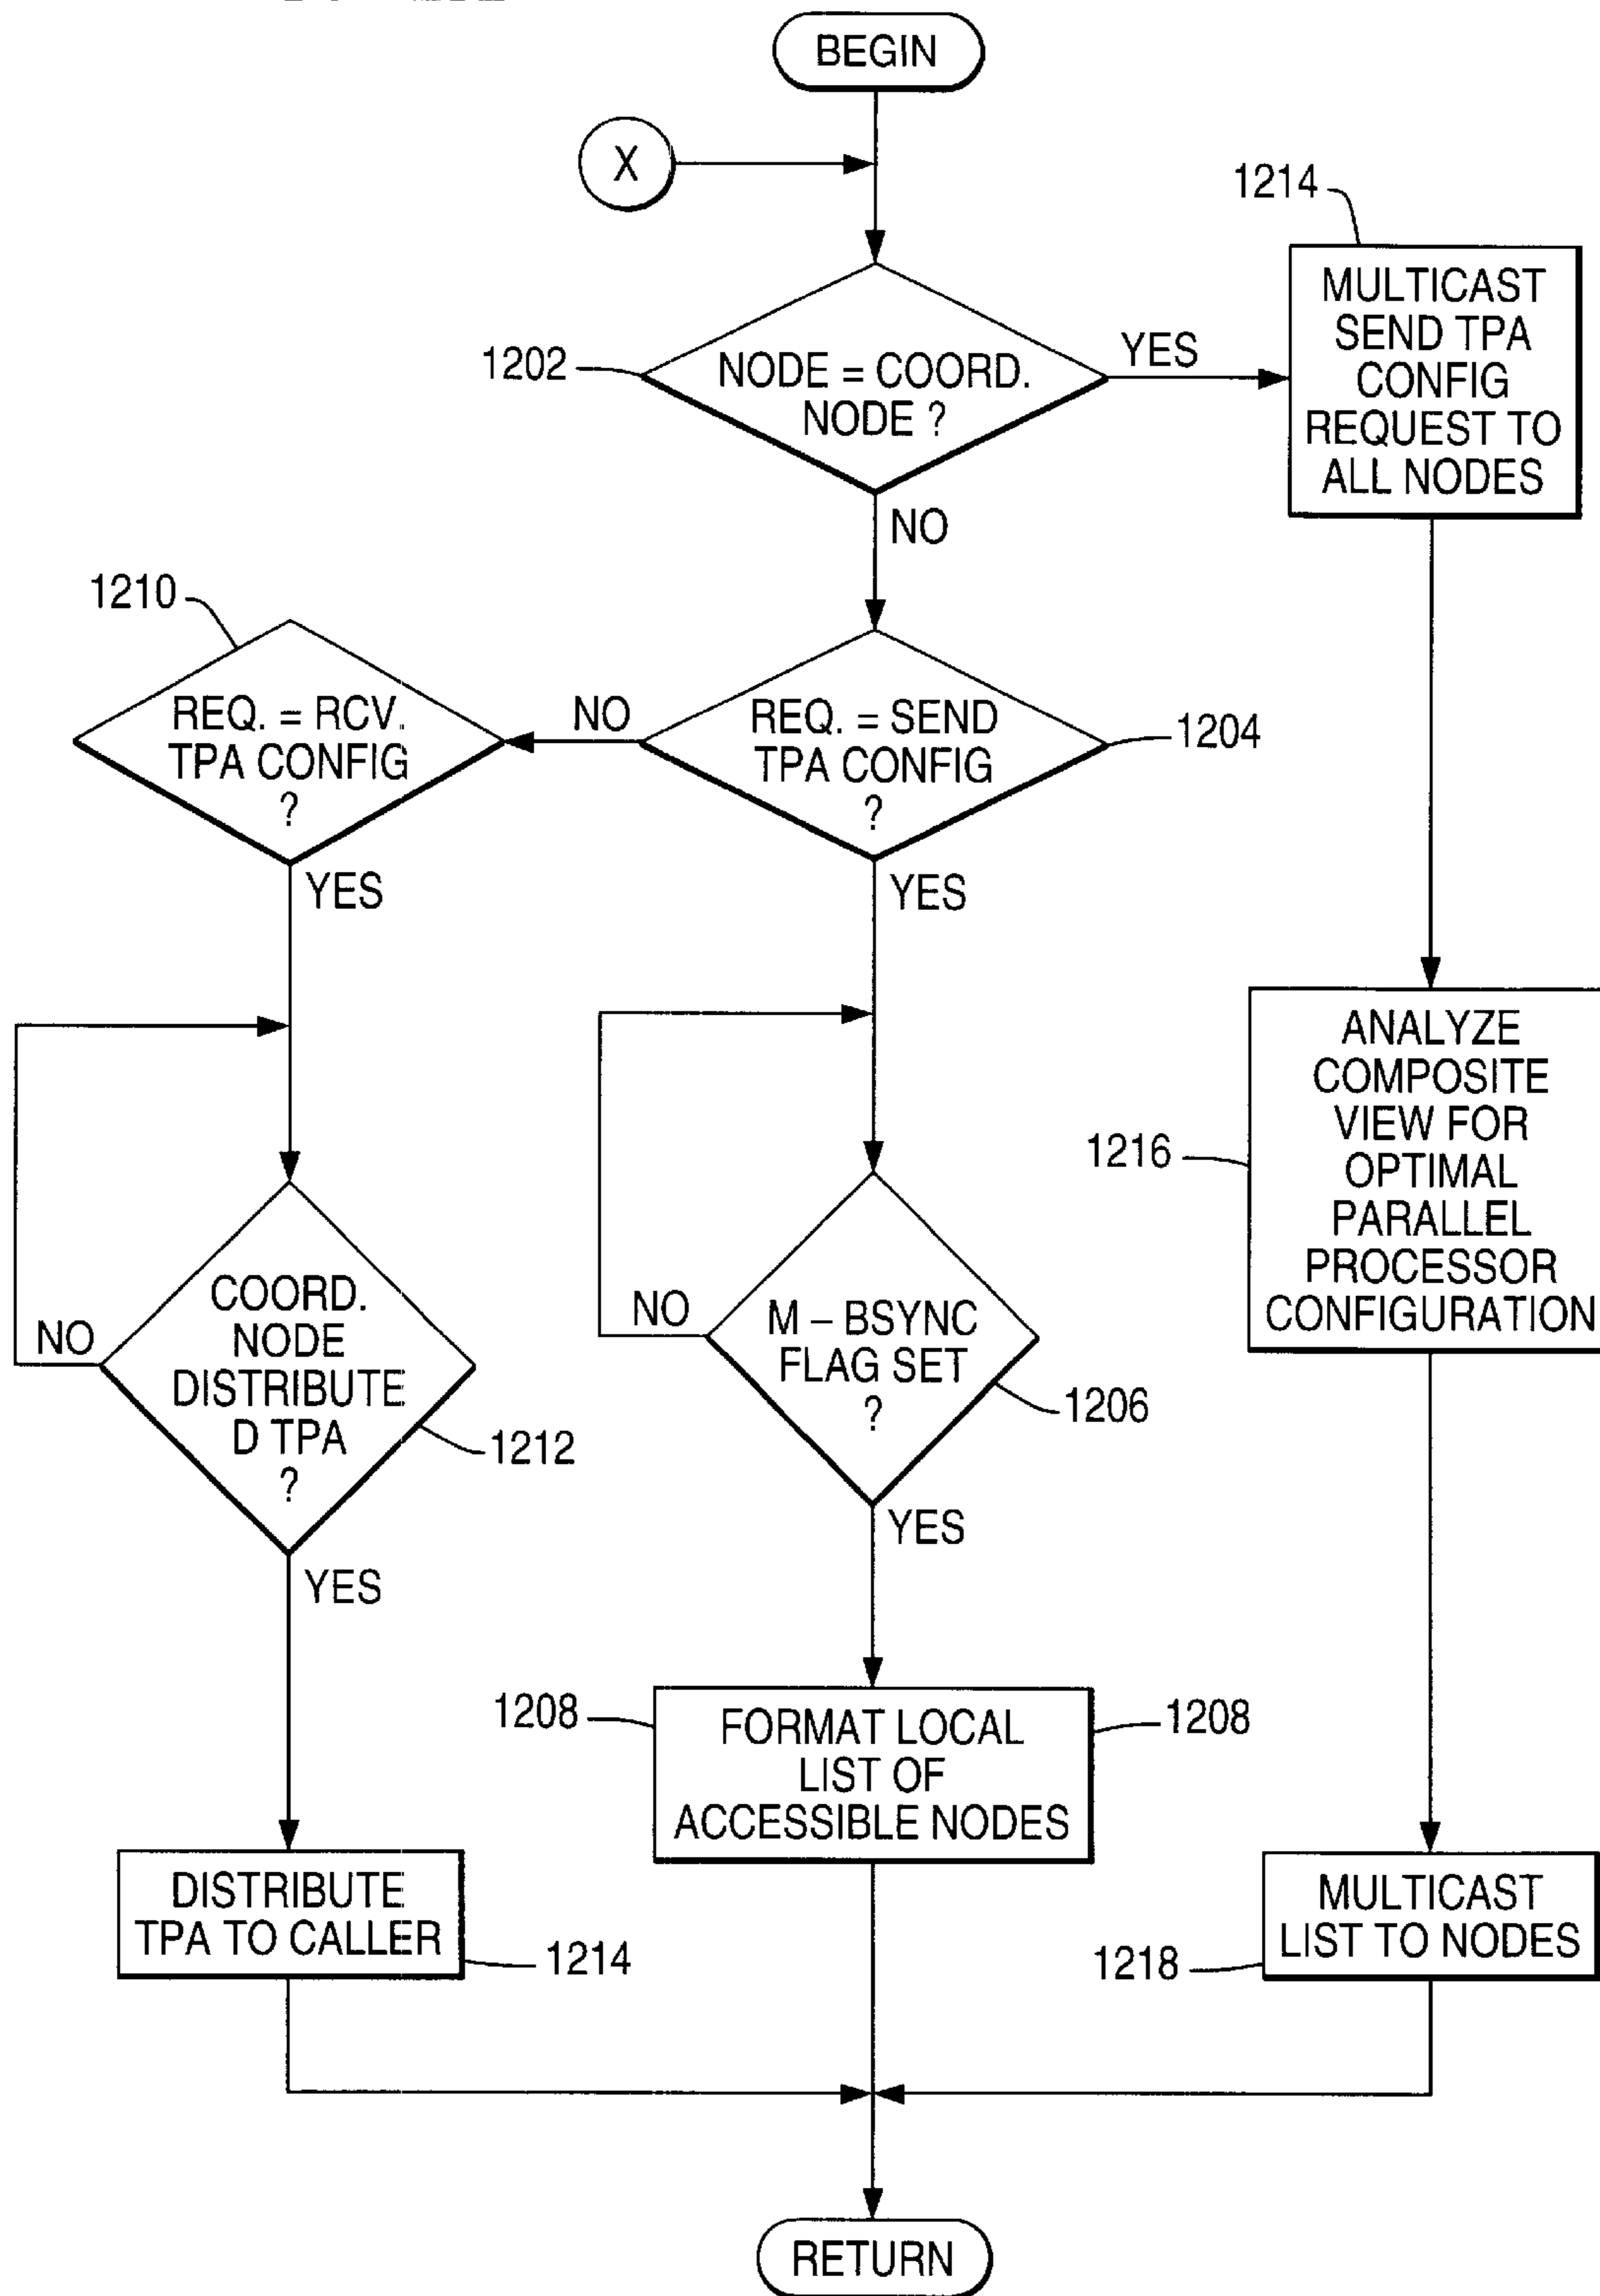 BEGIN
X
1214
MULTICAST
SEND TPA
CONFIG
REQUEST TO
ALL NODES
1202
NODE = COORD.
NODE ?
YES
NO
1210
REQ. = RCV.
TPA CONFIG
?
NO
REQ. = SEND
TPA CONFIG
?
1204
YES
YES
ANALYZE
COMPOSITE
VIEW FOR
OPTIMAL
PARALLEL
PROCESSOR
CONFIGURATION
1216
COORD.
NODE
DISTRIBUTE
D TPA
?
NO
1212
NO
M – BSYNC
FLAG SET
?
1206
YES
YES
1208
FORMAT LOCAL
LIST OF
ACCESSIBLE NODES
1208
DISTRIBUTE
TPA TO CALLER
1214
MULTICAST
LIST TO NODES
1218
RETURN